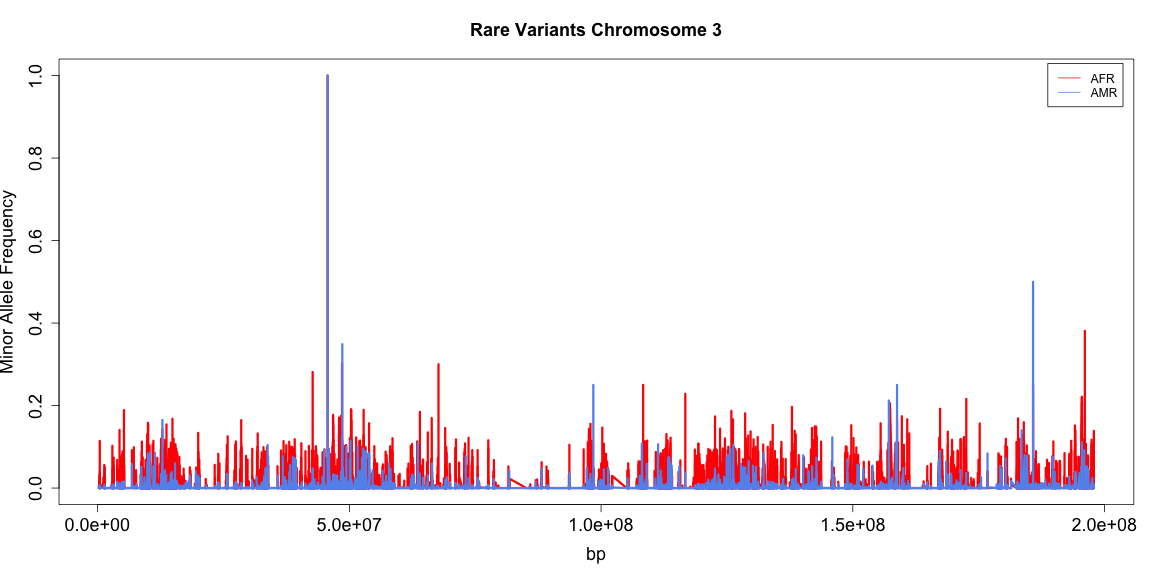 Rare Variants Chromosome 3
AFR
AMR
Minor Allele Frequency
1.0
0.8
0.6
0.4
0.2
0.0
0.0e+00 5.0e+07 1.0e+08 1.5e+08 2.0e+08
bp